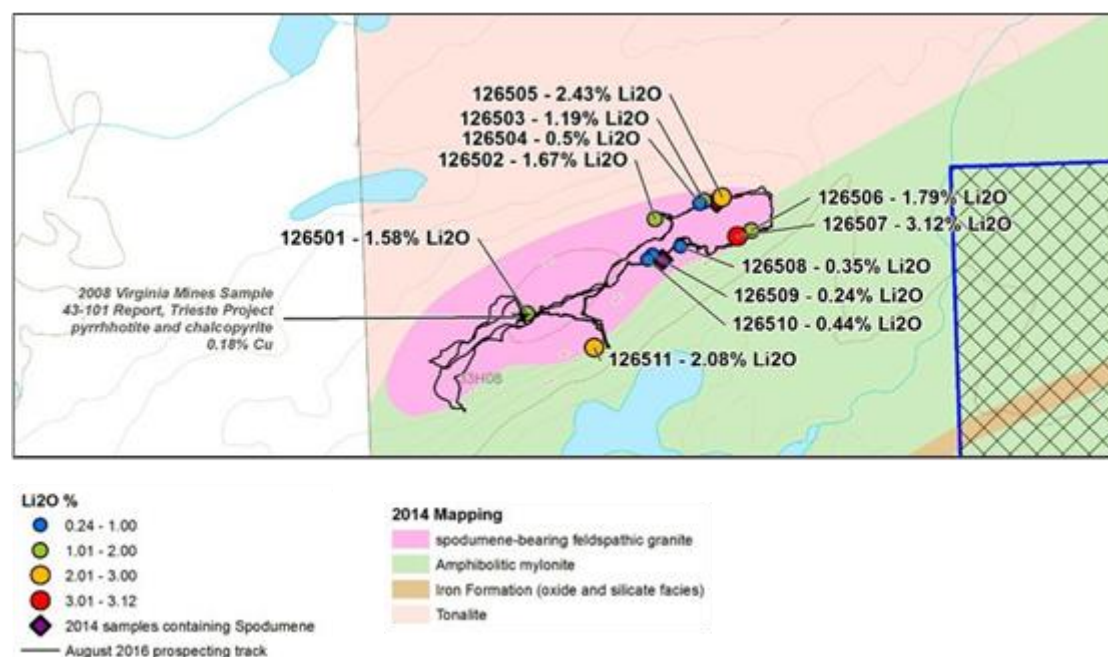 126505 - 2.43% Li2O
126503 - 1.19% Li2O
126504 - 0.5% Li2O
126502 - 1.67% Li2O
126506 - 1.79% Li2O
126507 - 3.12% Li2O
126501 - 1.58% Li2O
126508 - 0.35% Li2O
126509 - 0.24% Li2O
126510 - 0.44% Li2O
2008 Virginia Mines Sample
43-101 Report, Trieste Project
pyrrhhotite and chalcopyrite
0.18% Cu
126511 - 2.08% Li2O
33H08
Li2O %
0.24 - 1.00
1.01 - 2.00
2.01 - 3.00
3.01 - 3.12
2014 samples containing Spodumene
August 2016 prospecting track
2014 Mapping
spodumene-bearing feldspathic granite
Amphibolitic mylonite
Iron Formation (oxide and silicate facies)
Tonalite